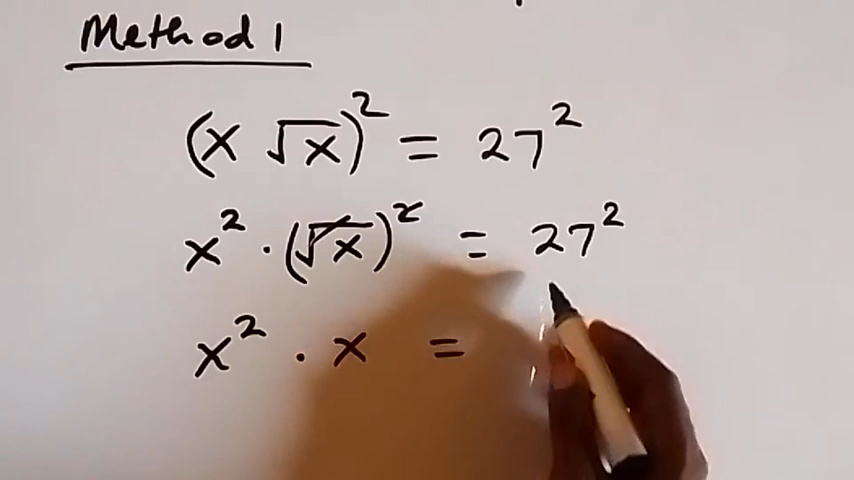 Method 1
(x √x)² = 27²
x² · (√x)² = 27²
x² · x =